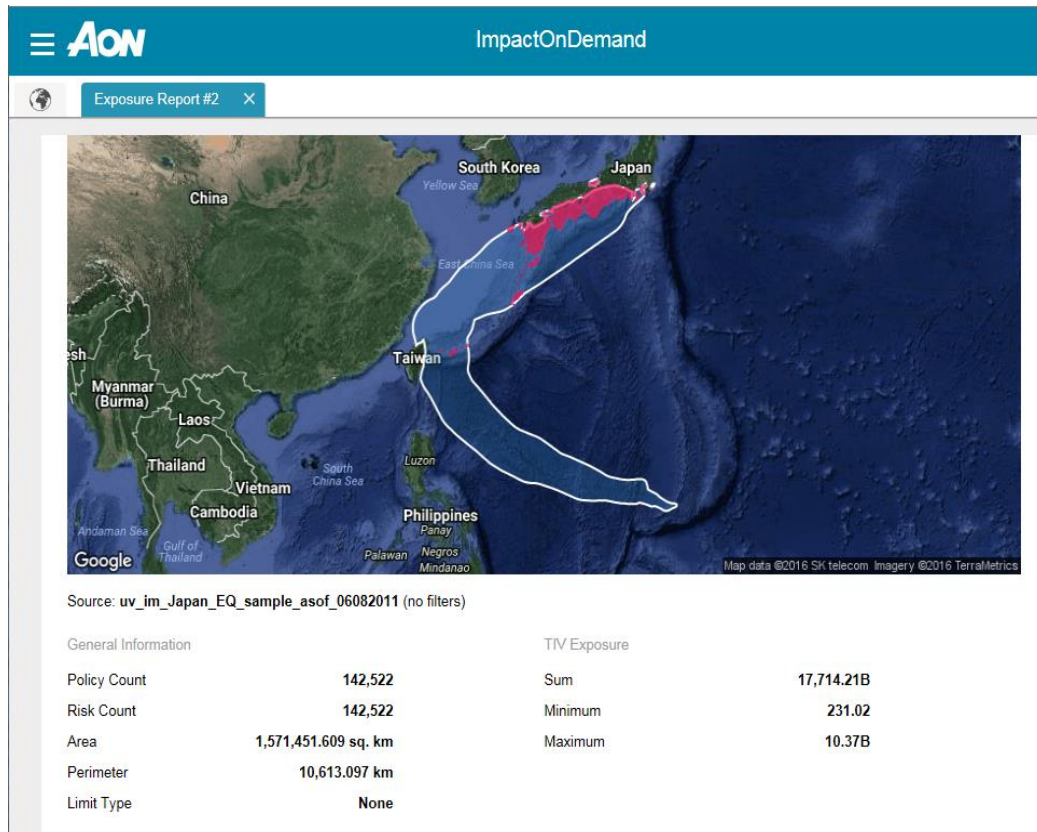 AON
ImpactOnDemand
Exposure Report #2 ×
South Korea
Japan
Yellow Sea
China
East China Sea
esh
Taiwan
Myanmar
(Burma)
Laos
Thailand
Luzon
South
China Sea
Vietnam
Cambodia
Philippines
Panay
Andaman Sea
Gulf of
Thailand
Palawan
Negros
Mindanao
Google
Map data ©2016 SK telecom Imagery ©2016 TerraMetrics
Source: uv_im_Japan_EQ_sample_asof_06082011 (no filters)
General Information
Policy Count 142,522
Risk Count 142,522
Area 1,571,451.609 sq. km
Perimeter 10,613.097 km
Limit Type None
TIV Exposure
Sum 17,714.21B
Minimum 231.02
Maximum 10.37B